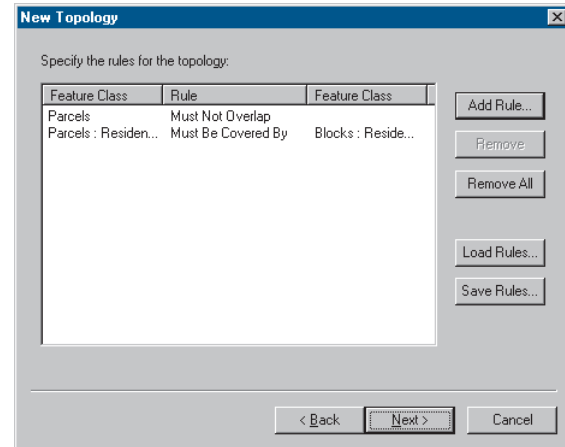 New Topology
Specify the rules for the topology:
Feature Class Rule Feature Class
Parcels Must Not Overlap
Parcels : Residen... Must Be Covered By Blocks : Reside...
Add Rule...
Remove
Remove All
Load Rules...
Save Rules...
< Back Next > Cancel